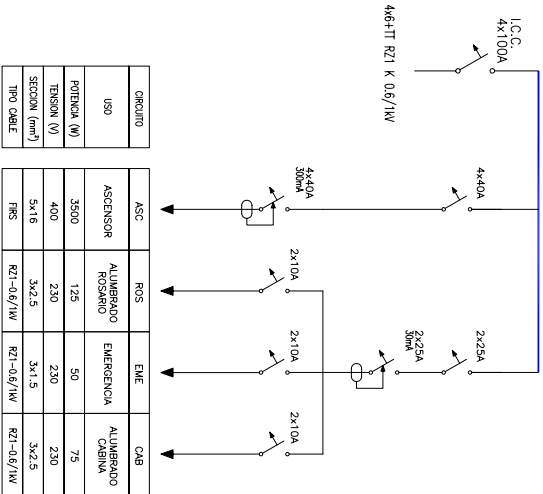 I.C.C.
4x100A
4x6+TT RZ1 K 0.6/1kV
4x40A
4x40A
300mA
2x25A
2x25A
30mA
2x10A
2x10A
2x10A
CIRCUITO ASC ROS EME CAB
USO ASCENSOR ALUMBRADO ROSARIO EMERGENCIA ALUMBRADO CABINA
POTENCIA (W) 3500 125 50 75
TENSION (V) 400 230 230 230
SECCION (mm²) 5x16 3x2.5 3x1.5 3x2.5
TIPO CABLE FIRS RZ1-0.6/1kV RZ1-0.6/1kV RZ1-0.6/1kV